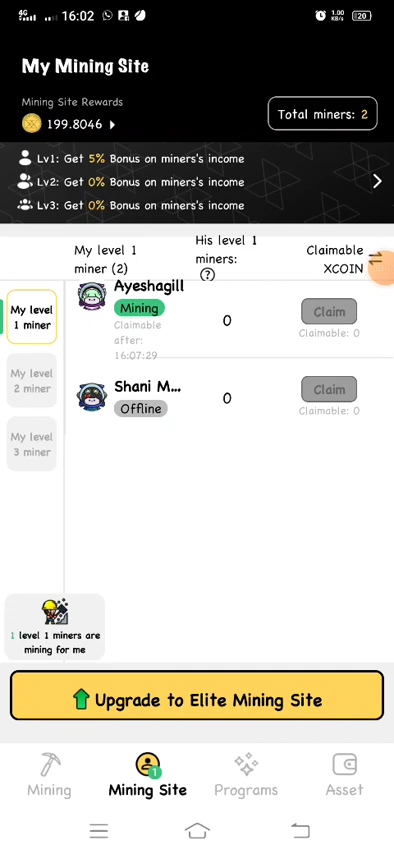 4G
16:02
1.00
KB/s
20
My Mining Site
Mining Site Rewards
199.8046
Total miners: 2
Lv1: Get 5% Bonus on miners's income
Lv2: Get 0% Bonus on miners's income
Lv3: Get 0% Bonus on miners's income
My level 1
miner (2)
His level 1
miners:
(?)
Claimable
XCOIN
My level
1 miner
My level
2 miner
My level
3 miner
Ayeshagill
Mining
Claimable
after:
16:07:29
0
Claim
Claimable: 0
Shani M...
Offline
0
Claim
Claimable: 0
1 level 1 miners are
mining for me
Upgrade to Elite Mining Site
1
Mining
Mining Site
Programs
Asset